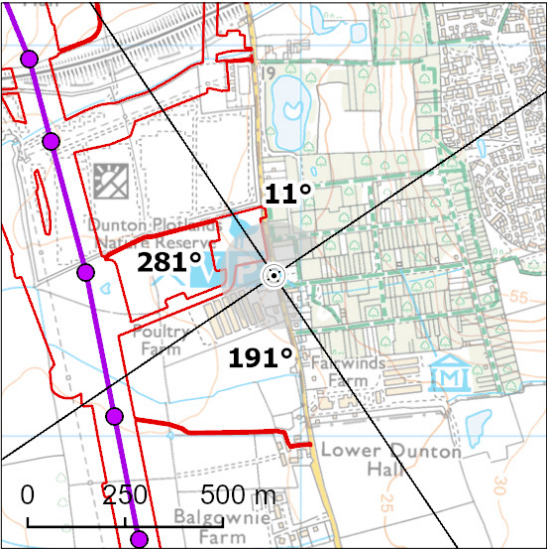 19
11°
Dunton Plotlands
Nature Reserve
281°
VP
55
Poultry
Farm
191°
Fairwinds
Farm
M
Lower Dunton
Hall
0 250 500 m
25
30
Balgownie
Farm